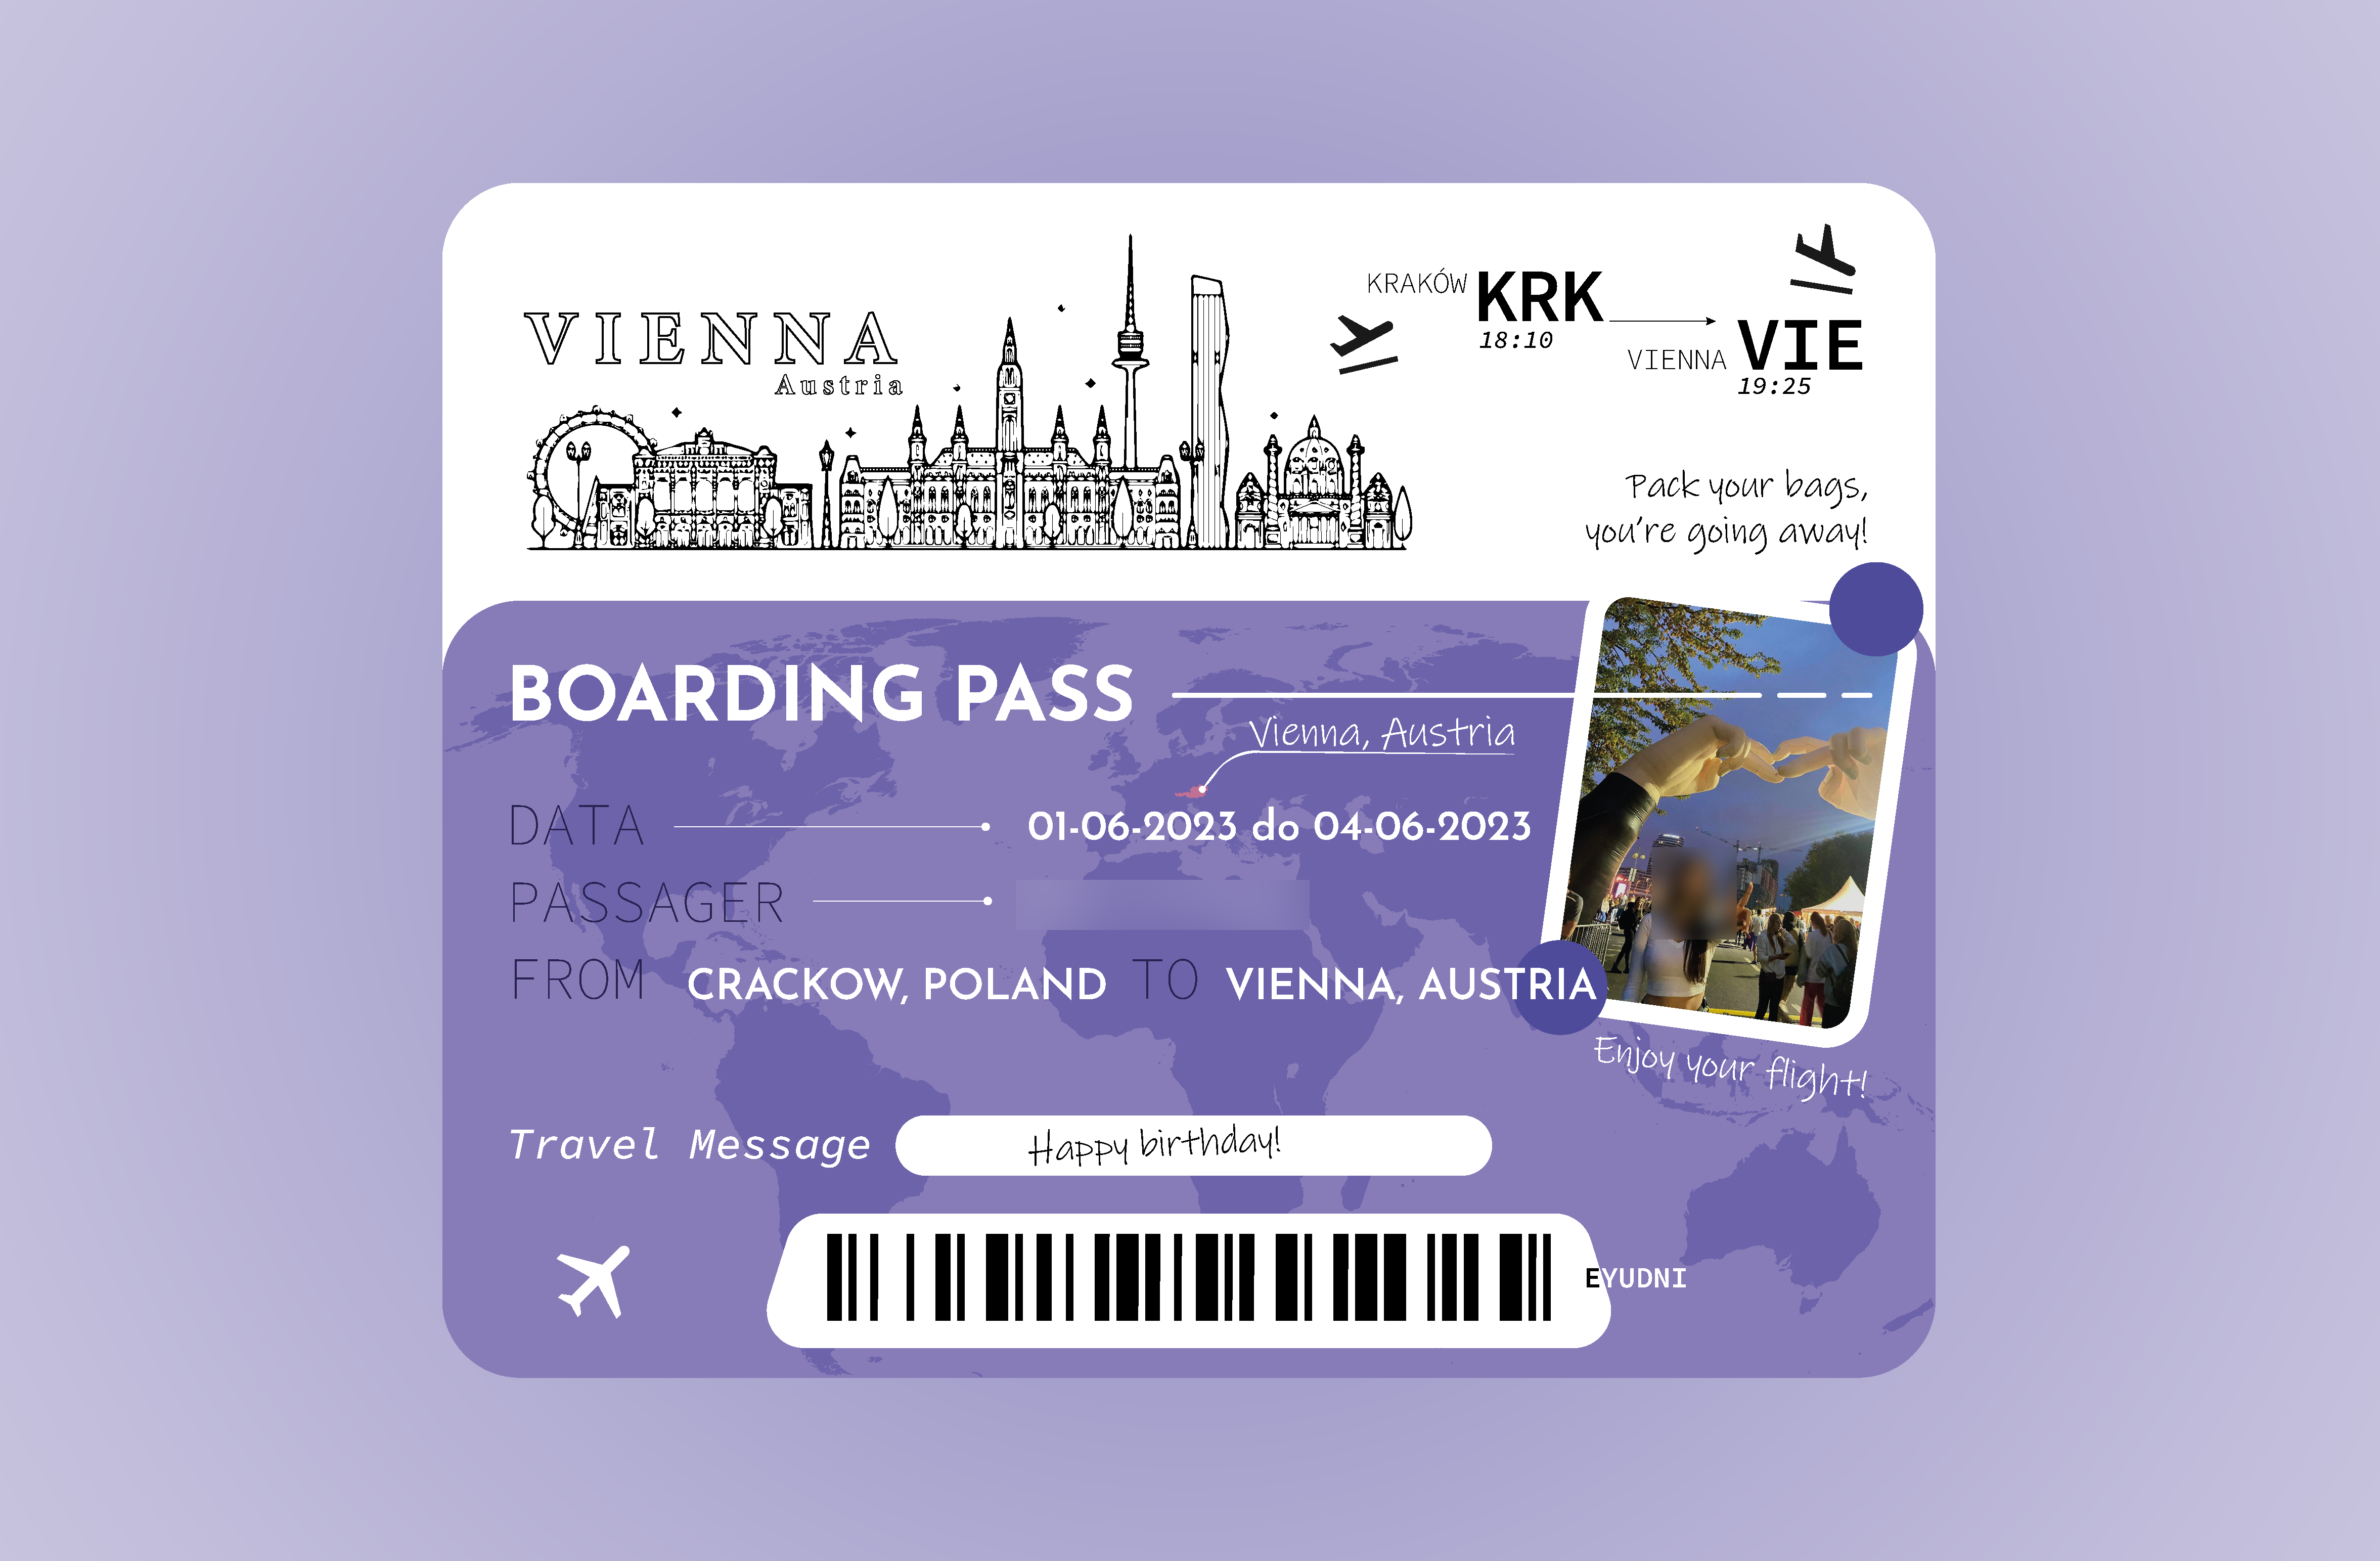 VIENNA
Austria
KRAKÓW KRK
18:10
VIENNA VIE
19:25
Pack your bags,
you're going away!
BOARDING PASS
Vienna, Austria
DATA 01-06-2023 do 04-06-2023
PASSAGER
FROM CRACKOW, POLAND TO VIENNA, AUSTRIA
Enjoy your flight!
Travel Message Happy birthday!
EYUDNI